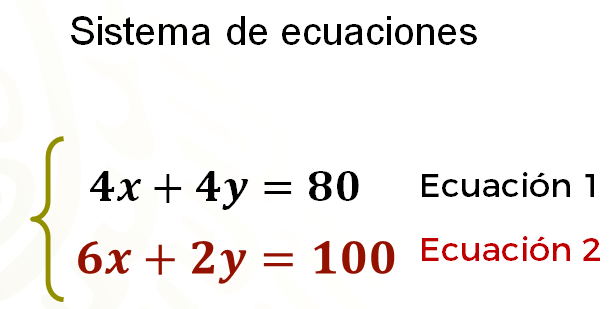 Sistema de ecuaciones
4x + 4y = 80 Ecuación 1
6x + 2y = 100 Ecuación 2